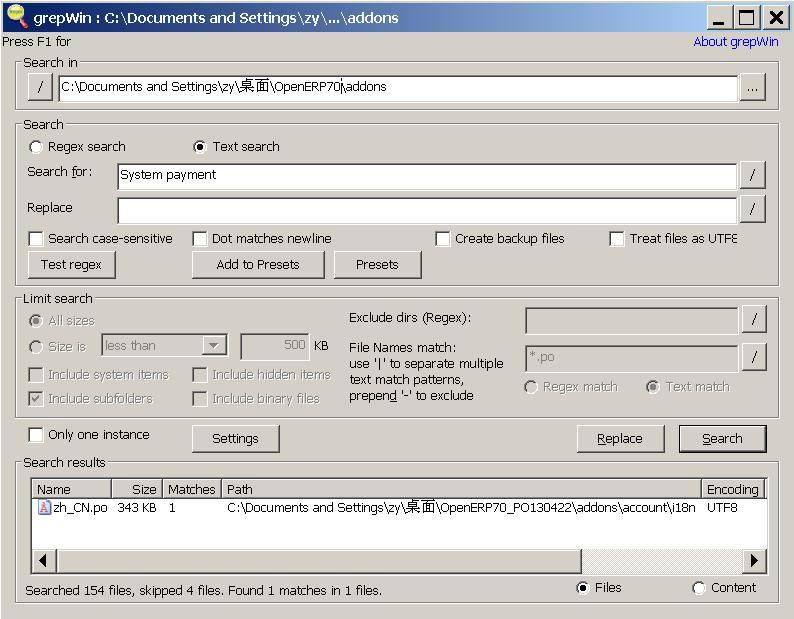 grepWin : C:\Documents and Settings\zy\...\addons
Press F1 for
About grepWin
Search in
/
C:\Documents and Settings\zy\桌面\OpenERP70\addons
...
Search
Regex search
Text search
Search for:
System payment
/
Replace
/
Search case-sensitive
Dot matches newline
Create backup files
Treat files as UTF8
Test regex
Add to Presets
Presets
Limit search
All sizes
Size is
less than
500
KB
Include system items
Include hidden items
Include subfolders
Include binary files
Exclude dirs (Regex):
/
File Names match:
use '|' to separate multiple
text match patterns,
prepend '-' to exclude
*.po
/
Regex match
Text match
Only one instance
Settings
Replace
Search
Search results
Name Size Matches Path Encoding
zh_CN.po 343 KB 1 C:\Documents and Settings\zy\桌面\OpenERP70_PO130422\addons\account\i18n UTF8
Searched 154 files, skipped 4 files. Found 1 matches in 1 files.
Files
Content